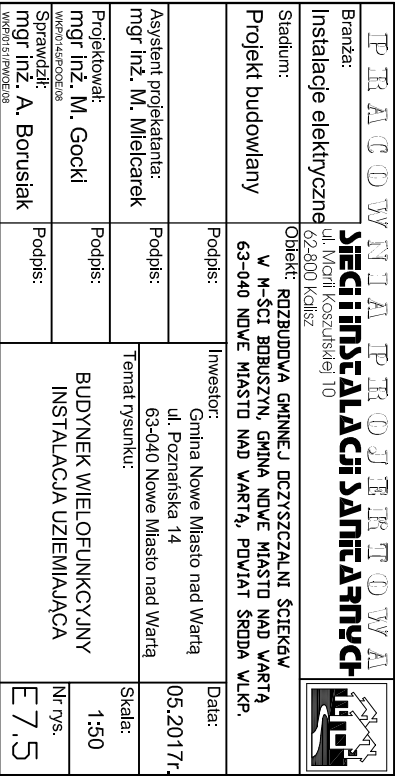 PRACOWNIA PROJEKTOWA
SIECI I INSTALACJI SANITARNYCH
ul. Marii Koszutskiej 10
62-800 Kalisz
Branża:
Instalacje elektryczne
Stadium:
Projekt budowlany
Obiekt: ROZBUDOWA GMINNEJ OCZYSZCZALNI ŚCIEKÓW
W M-ŚCI BOBUSZYN, GMINA NOWE MIASTO NAD WARTĄ
63-040 NOWE MIASTO NAD WARTĄ, POWIAT ŚRODA WLKP.
Inwestor:
Gmina Nowe Miasto nad Wartą
ul. Poznańska 14
63-040 Nowe Miasto nad Wartą
Data:
05.2017r.
Asystent projekatanta:
mgr inż. M. Mielcarek
Podpis:
Temat rysunku:
BUDYNEK WIELOFUNKCYJNY
INSTALACJA UZIEMIAJĄCA
Skala:
1:50
Projektował:
mgr inż. M. Gocki
WKP/0145/POOE/08
Podpis:
Sprawdził:
mgr inż. A. Borusiak
WKP/0151/PWOE/08
Podpis:
Nr rys.
E7.5